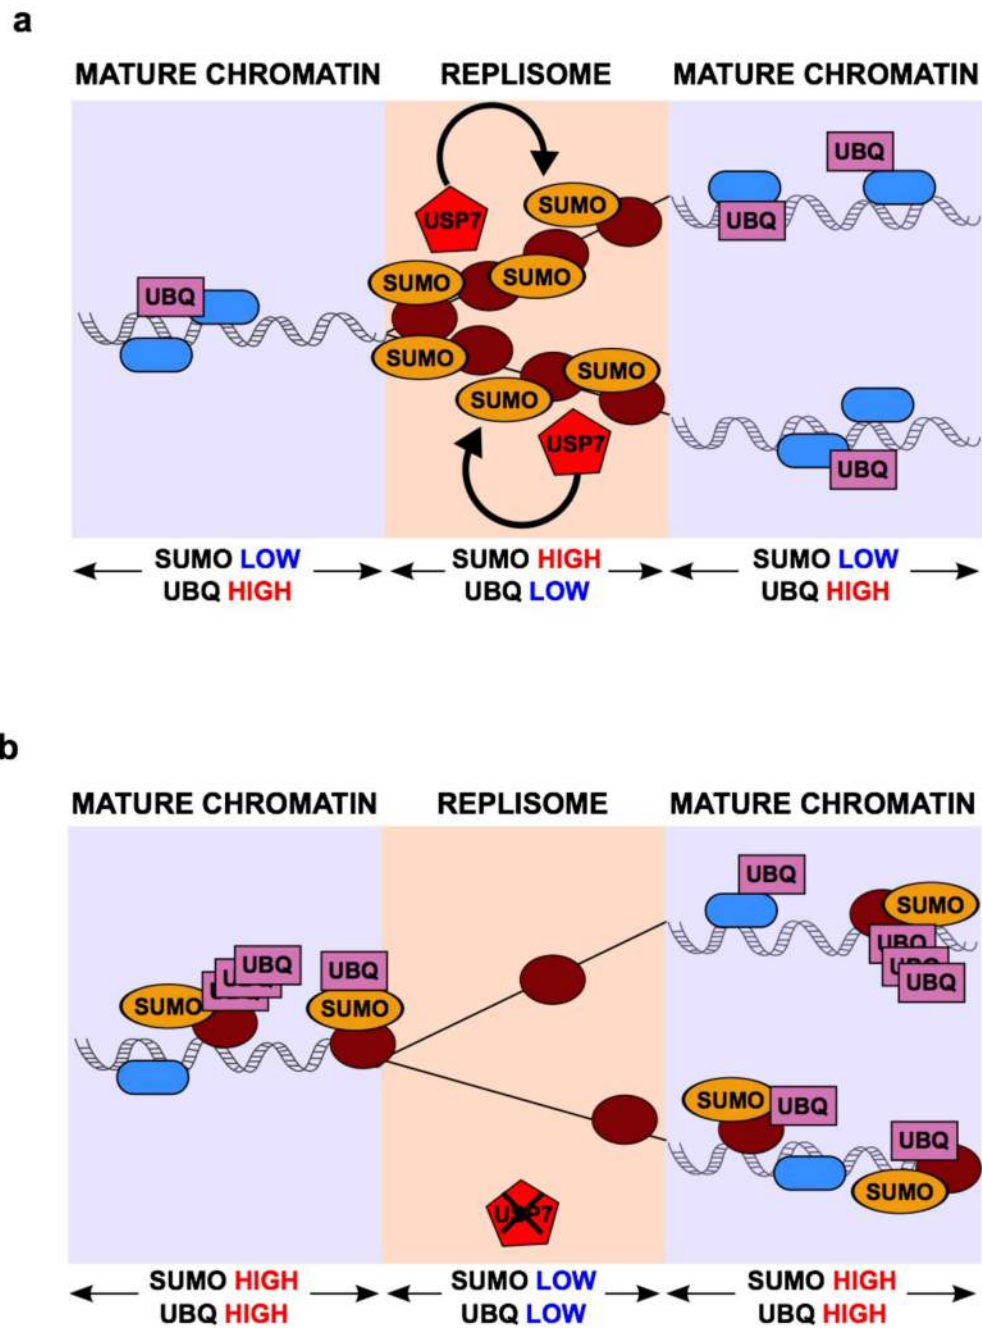 a
MATURE CHROMATIN REPLISOME MATURE CHROMATIN
UBQ
SUMO
UBQ
USP7
UBQ
SUMO SUMO
UBQ
SUMO SUMO
SUMO
USP7
UBQ
SUMO LOW SUMO HIGH SUMO LOW
UBQ HIGH UBQ LOW UBQ HIGH
b
MATURE CHROMATIN REPLISOME MATURE CHROMATIN
UBQ
SUMO
UBQ UBQ
UBQ
SUMO SUMO
UBQ
SUMO UBQ
UBQ
SUMO
USP7
SUMO HIGH SUMO LOW SUMO HIGH
UBQ HIGH UBQ LOW UBQ HIGH